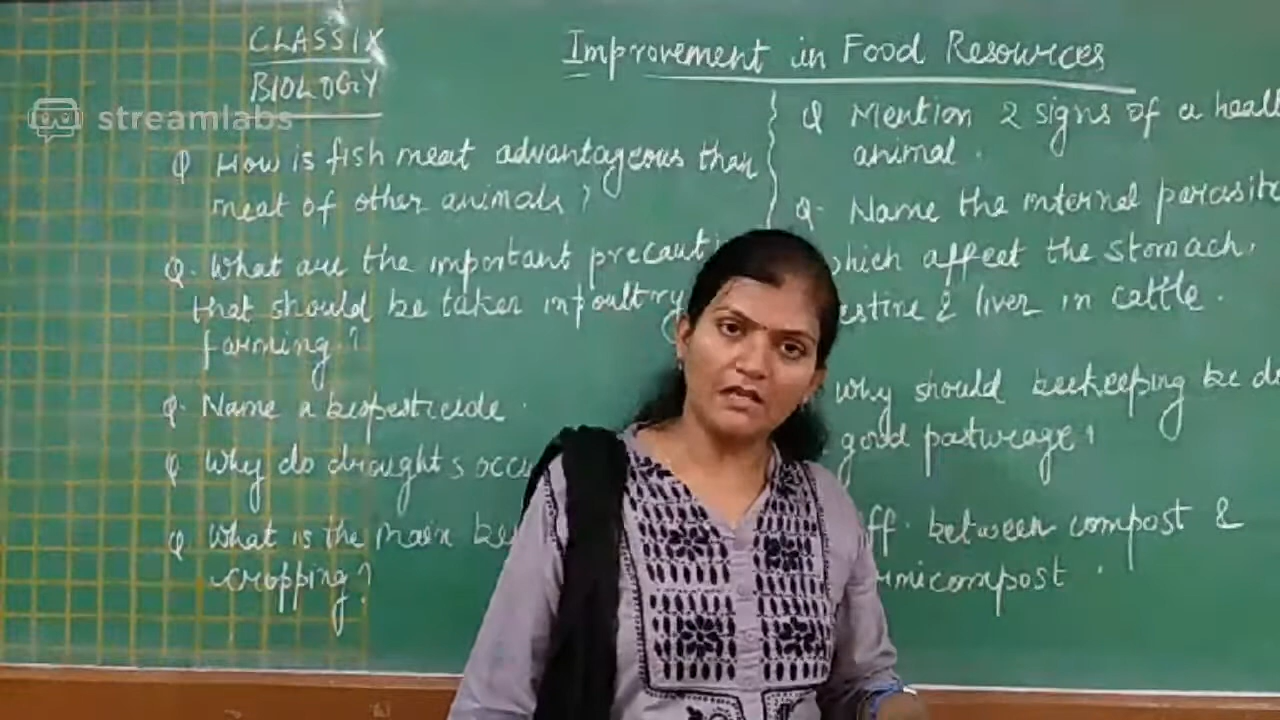 CLASS IX
BIOLOGY
streamlabs
Improvement in Food Resources
Q How is fish meat advantageous than
meat of other animals?
Q. What are the important
that should be taken in poultry
farming?
Q. Name a biopesticide.
Q Why do draughts
Q What is the main
cropping?
Q Mention 2 signs of a
animal.
Q. Name the internal
affect the stomach,
& liver in cattle.
why should beekeeping be
good pasturage?
between compost &